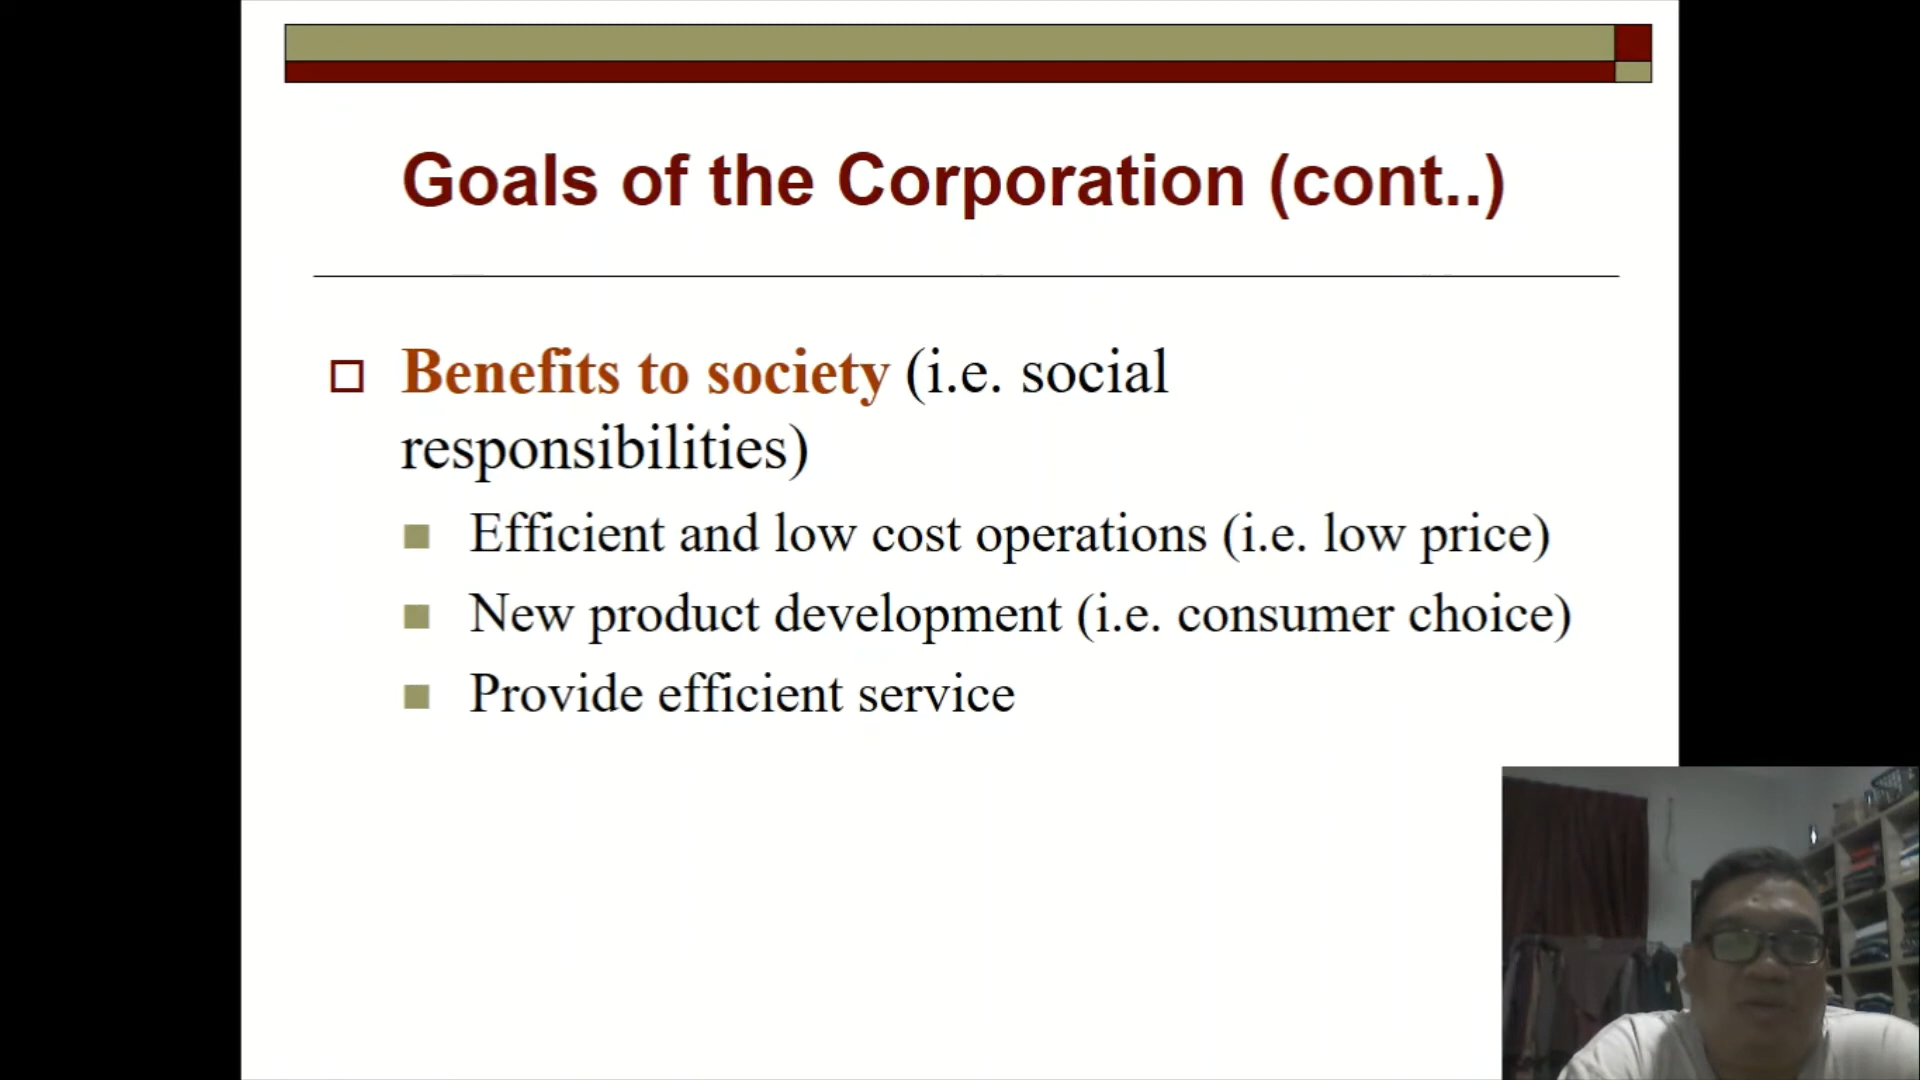 Goals of the Corporation (cont..)
Benefits to society (i.e. social
responsibilities)
Efficient and low cost operations (i.e. low price)
New product development (i.e. consumer choice)
Provide efficient service